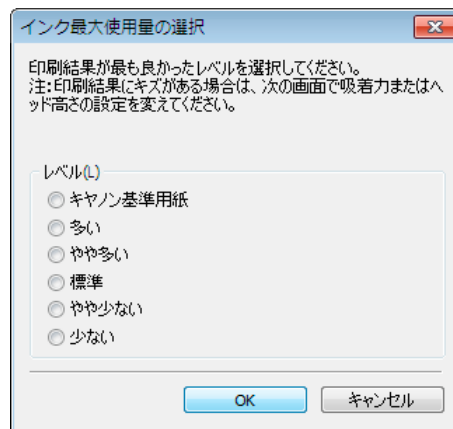 インク最大使用量の選択
印刷結果が最も良かったレベルを選択してください。
注:印刷結果にキズがある場合は、次の画面で吸着力またはヘ
ッド高さの設定を変えてください。
レベル(L)
キヤノン基準用紙
多い
やや多い
標準
やや少ない
少ない
OK
キャンセル